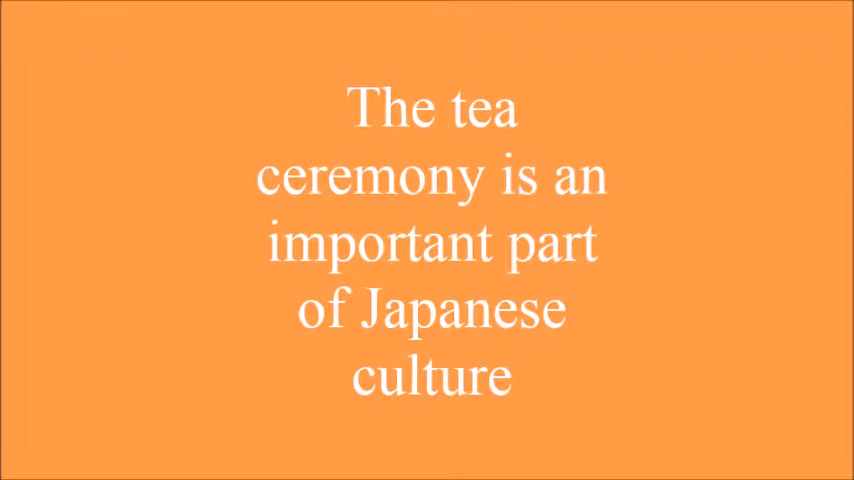 The tea
ceremony is an
important part
of Japanese
culture